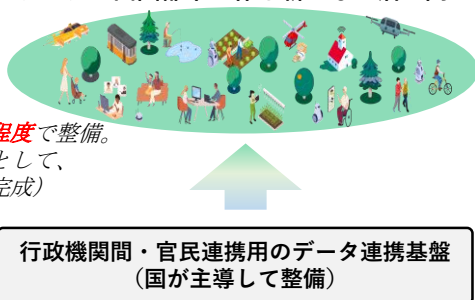 程度で整備。
として、
完成）
行政機関間・官民連携用のデータ連携基盤
（国が主導して整備）